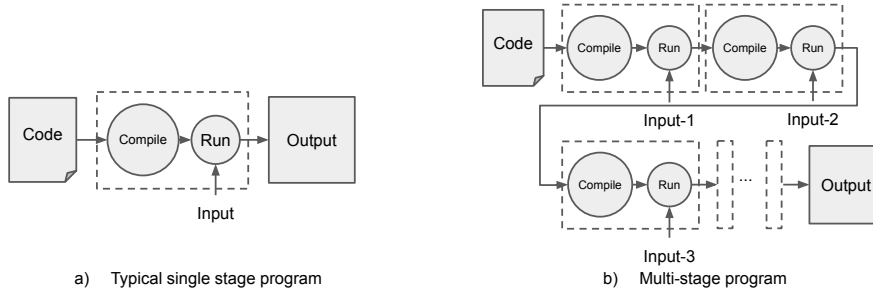 Code
Compile
Run
Input
Output
a) Typical single stage program
Code
Compile
Run
Compile
Run
Input-1
Input-2
Compile
Run
...
Output
Input-3
b) Multi-stage program